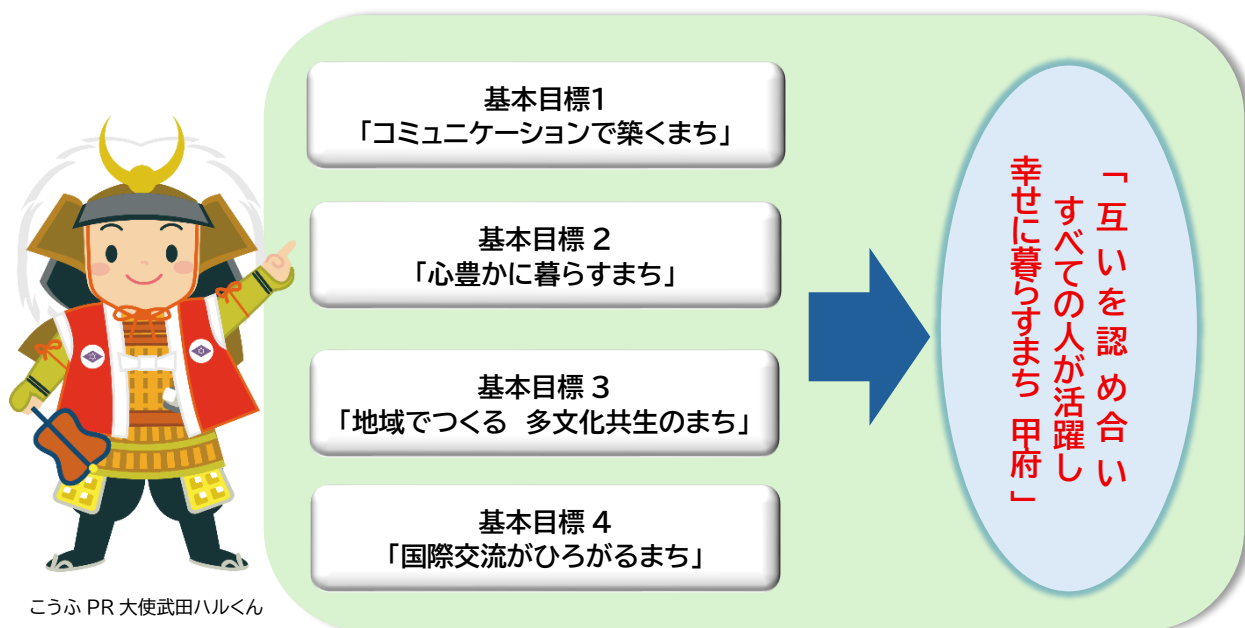 基本目標1
「コミュニケーションで築くまち」
基本目標 2
「心豊かに暮らすまち」
基本目標 3
「地域でつくる 多文化共生のまち」
基本目標 4
「国際交流がひろがるまち」
「互いを認め合い
すべての人が活躍し
幸せに暮らすまち 甲府」
こうふ PR 大使武田ハルくん